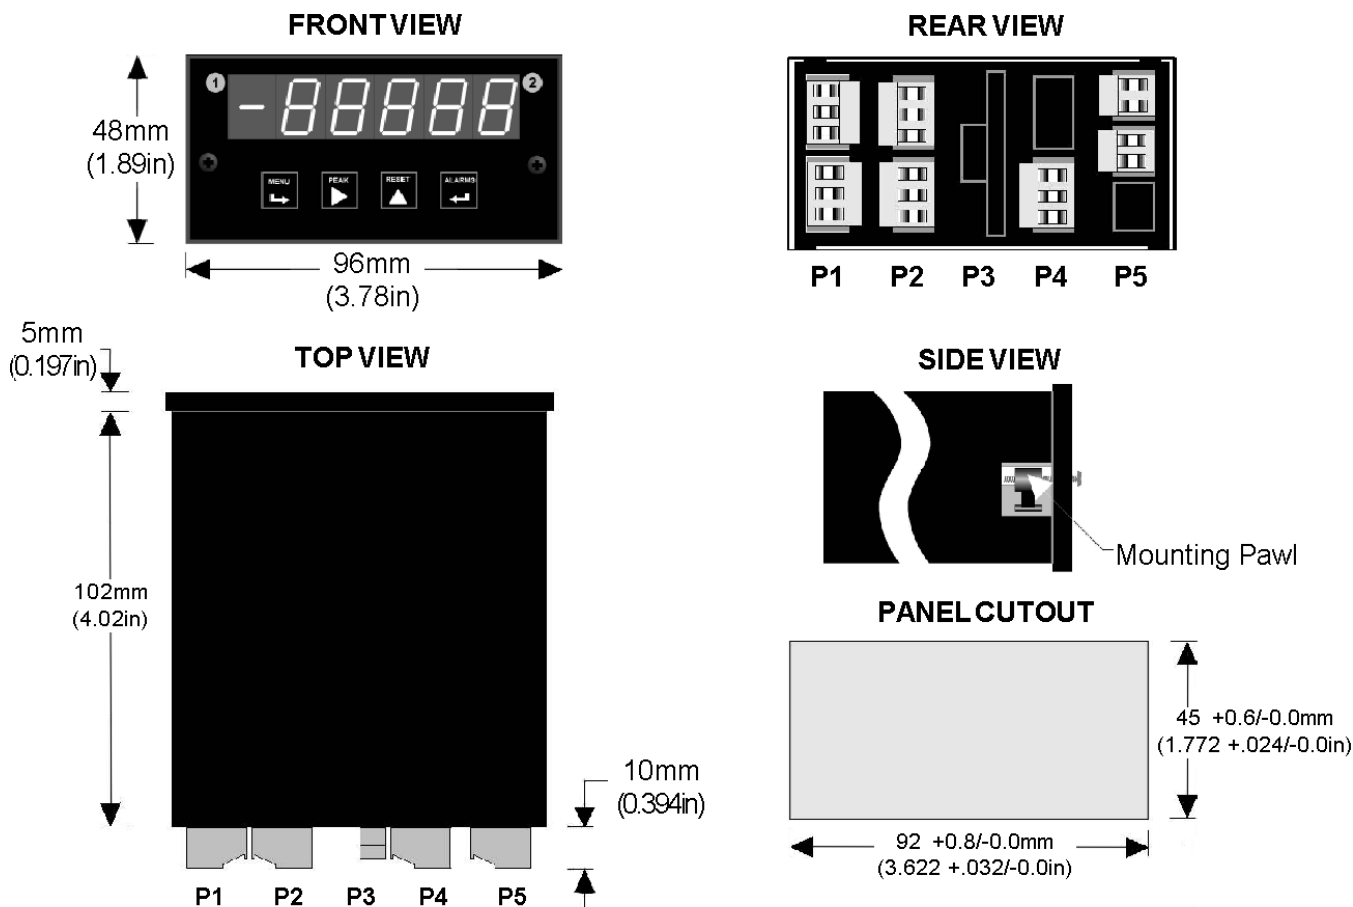 FRONT VIEW
1
2
-88888
MENU
PEAK
RESET
ALARMS
48mm
(1.89in)
96mm
(3.78in)
REAR VIEW
P1 P2 P3 P4 P5
TOP VIEW
5mm
(0.197in)
102mm
(4.02in)
10mm
(0.394in)
P1 P2 P3 P4 P5
SIDE VIEW
Mounting Pawl
PANEL CUTOUT
45 +0.6/-0.0mm
(1.772 +.024/-0.0in)
92 +0.8/-0.0mm
(3.622 +.032/-0.0in)